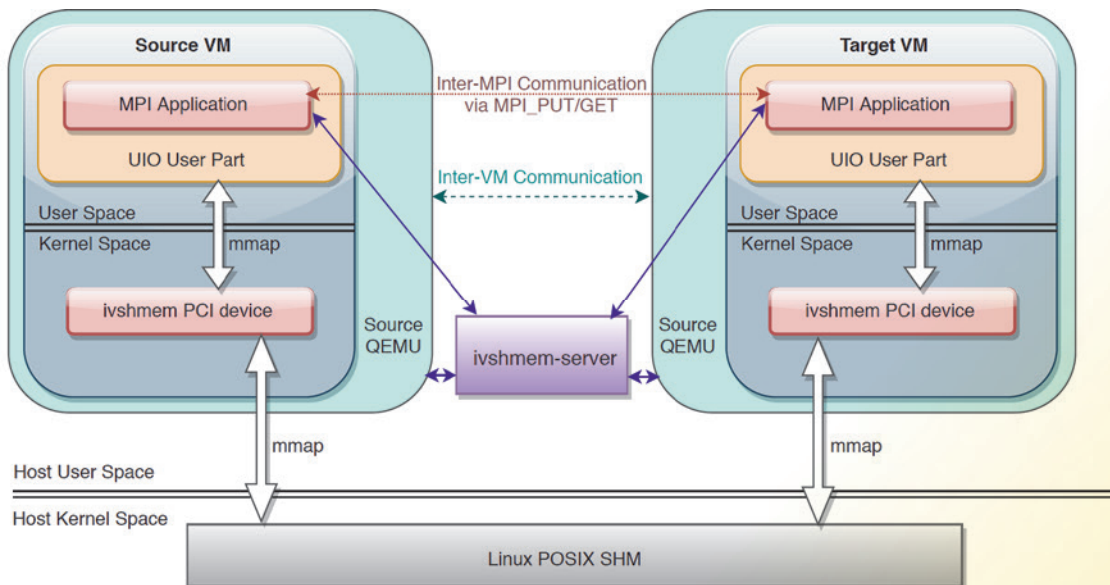 Source VM
Target VM
MPI Application
Inter-MPI Communication
via MPI_PUT/GET
MPI Application
UIO User Part
UIO User Part
Inter-VM Communication
User Space
User Space
Kernel Space
mmap
Kernel Space
mmap
ivshmem PCI device
ivshmem PCI device
Source
QEMU
ivshmem-server
Source
QEMU
mmap
mmap
Host User Space
Host Kernel Space
Linux POSIX SHM